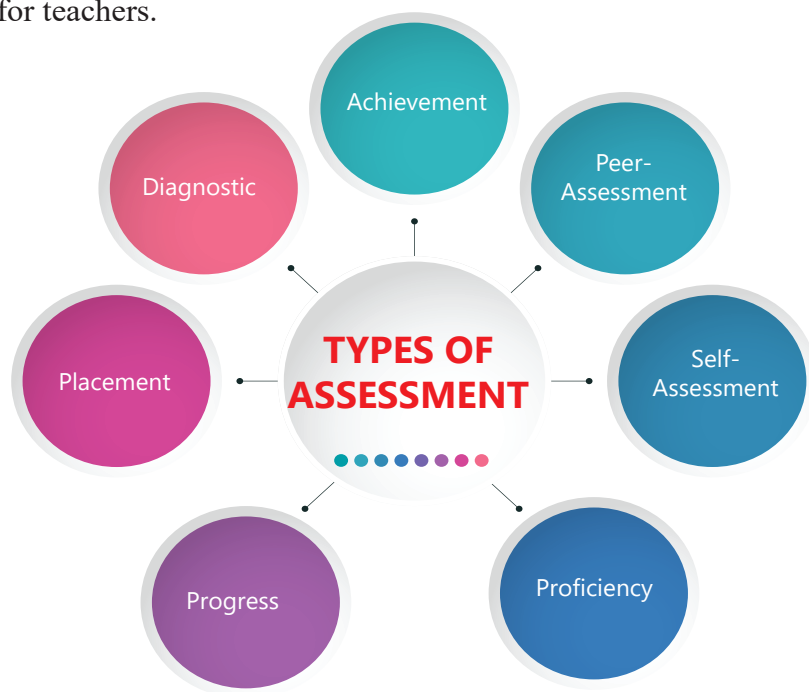 for teachers.
Achievement
Peer-
Assessment
Diagnostic
Self-
Assessment
Placement
TYPES OF
ASSESSMENT
Proficiency
Progress